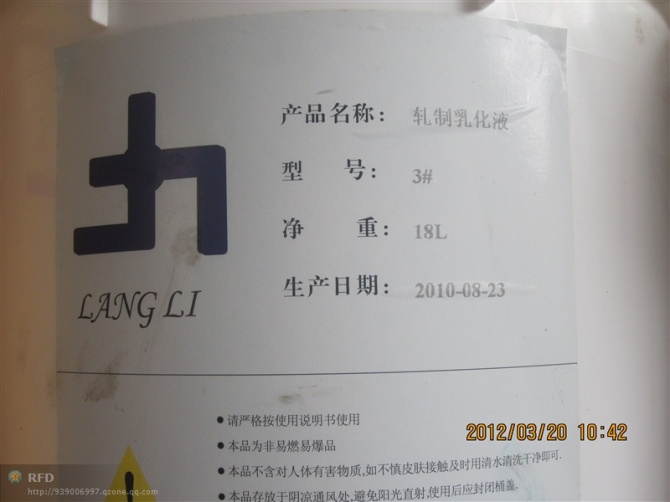 产品名称: 轧制乳化液
型 号: 3#
净 重: 18L
生产日期: 2010-08-23
LANG LI
●请严格按使用说明书使用
●本品为非易燃易爆品
●本品不含对人体有害物质,如不慎皮肤接触及时用清水清洗干净即可.
●本品存放于阴凉通风处,避免阳光直射,使用后应封闭桶盖.
!
2012/03/20 10:42
RFD
http://939006997.qzone.qq.com